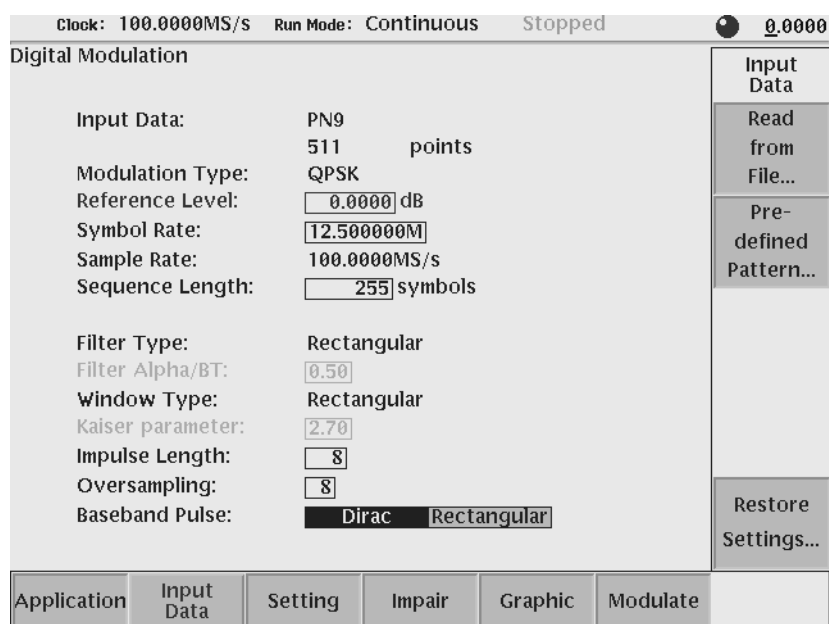 Clock: 100.0000MS/s Run Mode: Continuous Stopped 0.0000
Digital Modulation
Input Data: PN9
511 points
Modulation Type: QPSK
Reference Level: 0.0000 dB
Symbol Rate: 12.500000M
Sample Rate: 100.0000MS/s
Sequence Length: 255 symbols
Filter Type: Rectangular
Filter Alpha/BT: 0.50
Window Type: Rectangular
Kaiser parameter: 2.70
Impulse Length: 8
Oversampling: 8
Baseband Pulse: Dirac Rectangular
Input
Data
Read
from
File...
Pre-
defined
Pattern...
Restore
Settings...
Application
Input
Data
Setting
Impair
Graphic
Modulate